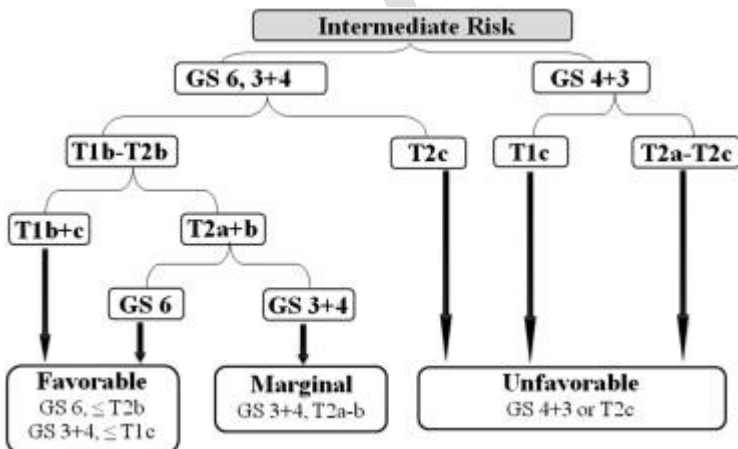 Intermediate Risk
GS 6, 3+4
GS 4+3
T1b-T2b
T2c
T1c
T2a-T2c
T1b+c
T2a+b
GS 6
GS 3+4
Favorable
GS 6, ≤ T2b
GS 3+4, ≤ T1c
Marginal
GS 3+4, T2a-b
Unfavorable
GS 4+3 or T2c